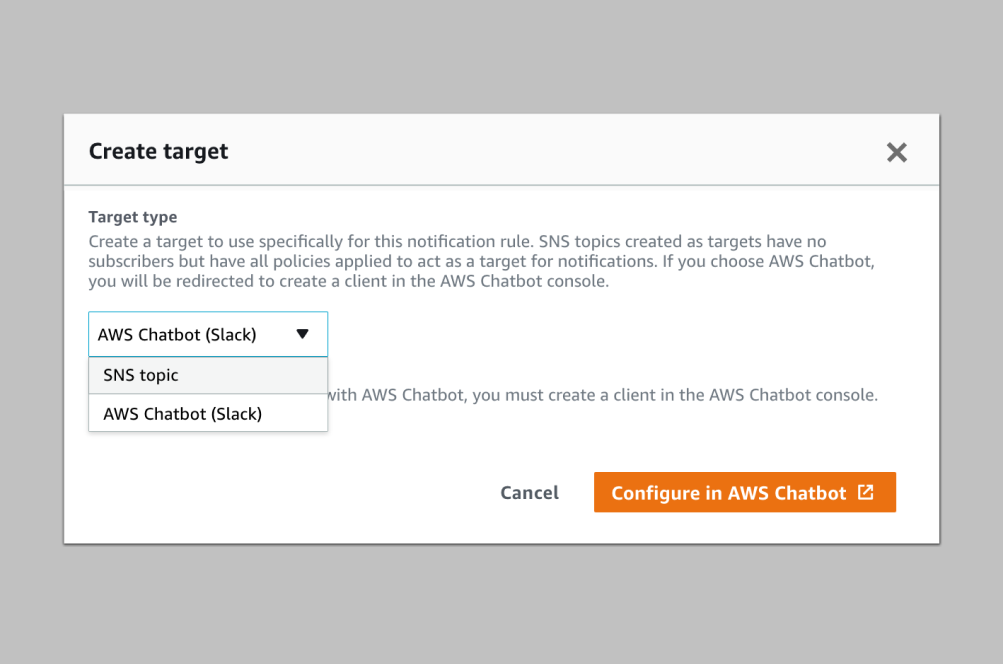 Create target
Target type
Create a target to use specifically for this notification rule. SNS topics created as targets have no
subscribers but have all policies applied to act as a target for notifications. If you choose AWS Chatbot,
you will be redirected to create a client in the AWS Chatbot console.
AWS Chatbot (Slack)
SNS topic
with AWS Chatbot, you must create a client in the AWS Chatbot console.
AWS Chatbot (Slack)
Cancel
Configure in AWS Chatbot